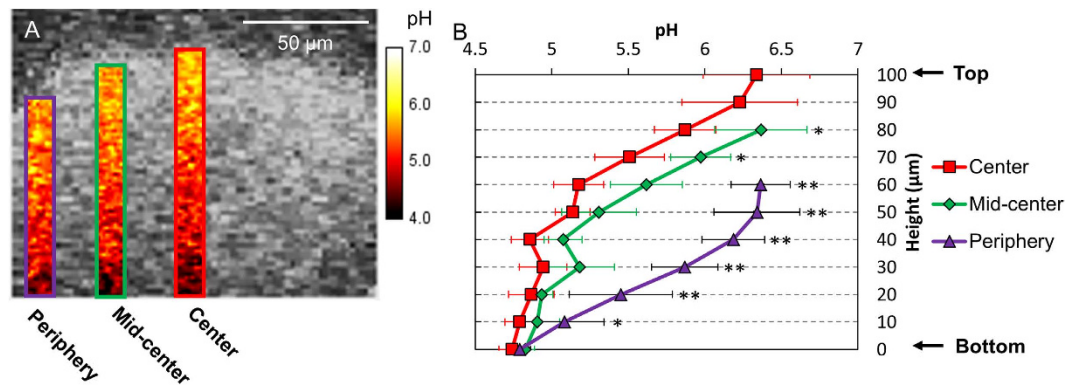 A
50 µm
pH
7.0
6.0
5.0
4.0
Periphery
Mid-center
Center
B
pH
4.5 5 5.5 6 6.5 7
100
90
80
70
60
50
40
30
20
10
0
Height (µm)
Top
Bottom
*
*
**
**
**
**
**
*
Center
Mid-center
Periphery